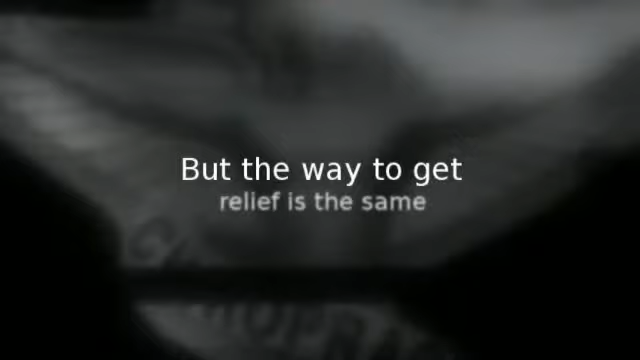 But the way to get
relief is the same